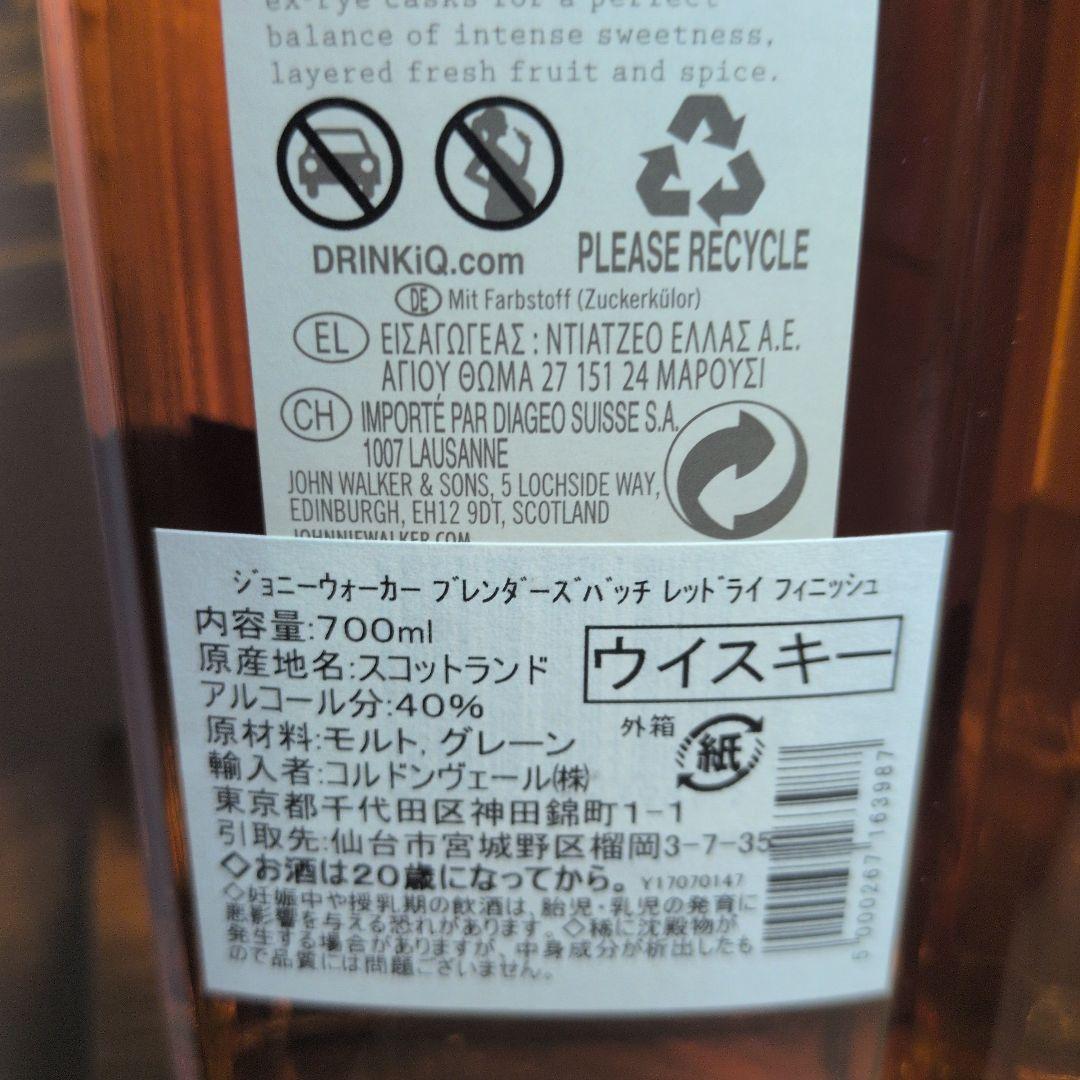 ex-rye casks for a perfect
balance of intense sweetness,
layered fresh fruit and spice.
DRINKiQ.com
PLEASE RECYCLE
DE Mit Farbstoff (Zuckerkülor)
EL ΕΙΣΑΓΩΓΕΑΣ : ΝΤΙΑΤΖΕΟ ΕΛΛΑΣ Α.Ε.
ΑΓΙΟΥ ΘΩΜΑ 27 151 24 ΜΑΡΟΥΣΙ
CH IMPORTÉ PAR DIAGEO SUISSE S.A.
1007 LAUSANNE
JOHN WALKER & SONS, 5 LOCHSIDE WAY,
EDINBURGH, EH12 9DT, SCOTLAND
JOHNNIEWALKER.COM
ジョニーウォーカー ブレンダーズバッチ レッドライ フィニッシュ
内容量:700ml
原産地名:スコットランド
アルコール分:40%
原材料:モルト, グレーン
輸入者:コルドンヴェール㈱
東京都千代田区神田錦町1-1
引取先:仙台市宮城野区榴岡3-7-35
◇お酒は20歳になってから。 Y17070147
◇妊娠中や授乳期の飲酒は、胎児・乳児の発育に
悪影響を与える恐れがあります。◇稀に沈殿物が
発生する場合がありますが、中身成分が析出したも
ので品質には問題ございません。
ウイスキー
外箱 紙
5 000267 163987